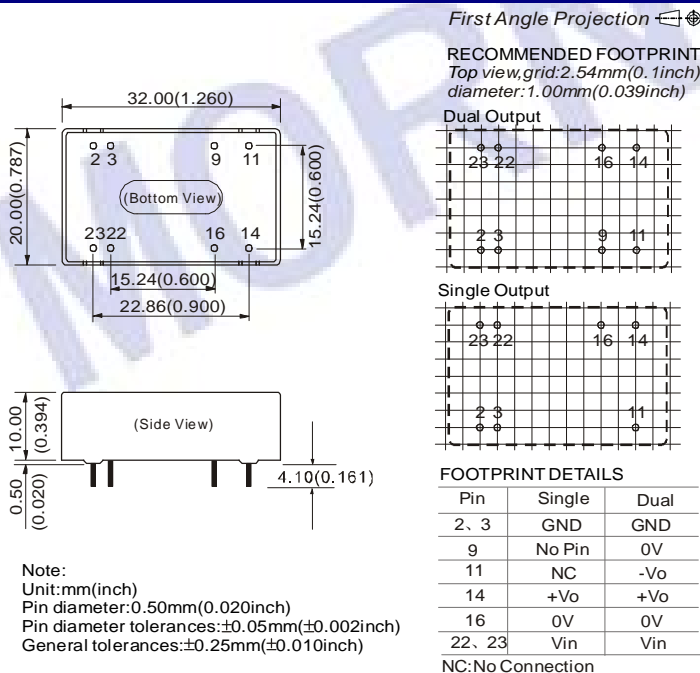 First Angle Projection
RECOMMENDED FOOTPRINT
Top view,grid:2.54mm(0.1inch)
diameter:1.00mm(0.039inch)
Dual Output
23 22 16 14
2 3 9 11
Single Output
23 22 16 14
2 3 11
32.00(1.260)
20.00(0.787)
2 3 9 11
(Bottom View)
15.24(0.600)
23 22 16 14
15.24(0.600)
22.86(0.900)
(Side View)
10.00
(0.394)
0.50
(0.020)
4.10(0.161)
FOOTPRINT DETAILS
Pin Single Dual
2、3 GND GND
9 No Pin 0V
11 NC -Vo
14 +Vo +Vo
16 0V 0V
22、23 Vin Vin
NC:No Connection
Note:
Unit:mm(inch)
Pin diameter:0.50mm(0.020inch)
Pin diameter tolerances:±0.05mm(±0.002inch)
General tolerances:±0.25mm(±0.010inch)
MORN